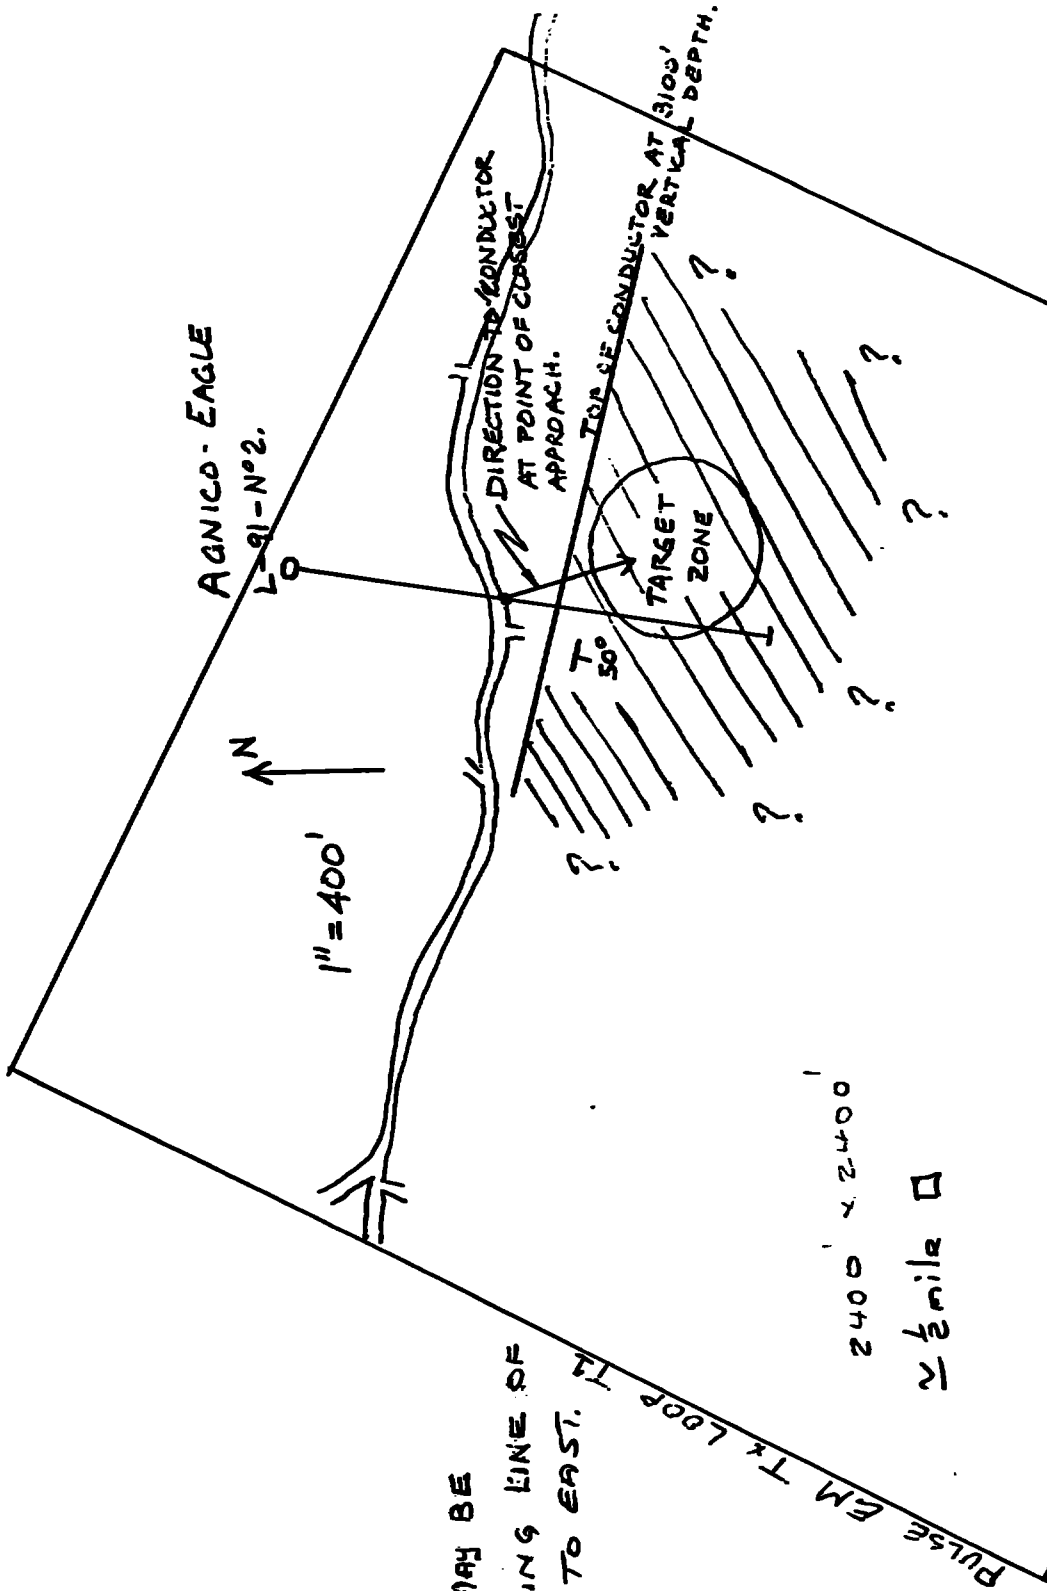 AGNICO-EAGLE
L-91-Nº2.
N
1"=400'
DIRECTION TO CONDUCTOR
AT POINT OF CLOSEST
APPROACH.
TOP OF CONDUCTOR AT 3100'
VERTICAL DEPTH.
TARGET
ZONE
50°
?
?
?
?
?
?
MAY BE
ING LINE OF
TO EAST.
PULSE EM Tx LOOP T1
2400' x 2400'
≃ 1/2 mile □